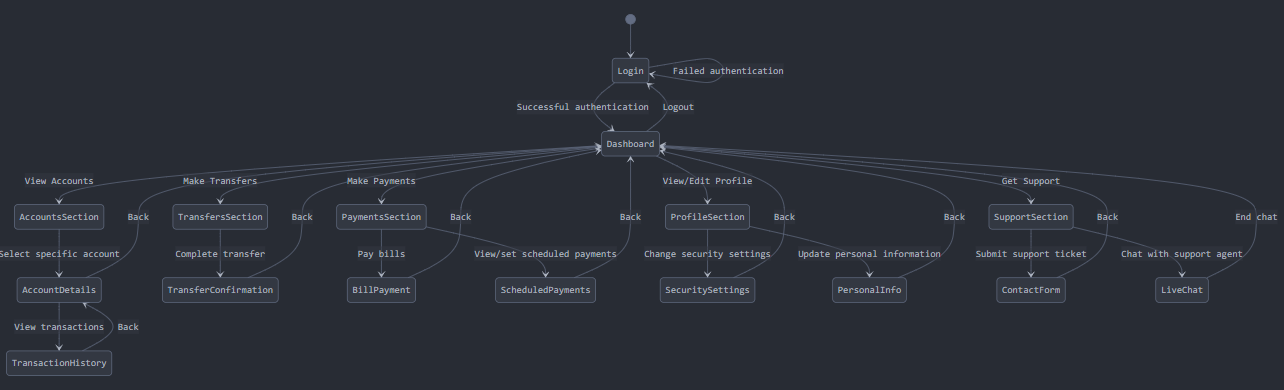 Login
Failed authentication
Successful authentication
Logout
Dashboard
View Accounts
Make Transfers
Make Payments
View/Edit Profile
Get Support
AccountsSection
Back
TransfersSection
Back
PaymentsSection
Back
Back
ProfileSection
Back
Back
SupportSection
Back
End chat
Select specific account
Complete transfer
Pay bills
View/set scheduled payments
Change security settings
Update personal information
Submit support ticket
Chat with support agent
AccountDetails
TransferConfirmation
BillPayment
ScheduledPayments
SecuritySettings
PersonalInfo
ContactForm
LiveChat
View transactions
Back
TransactionHistory